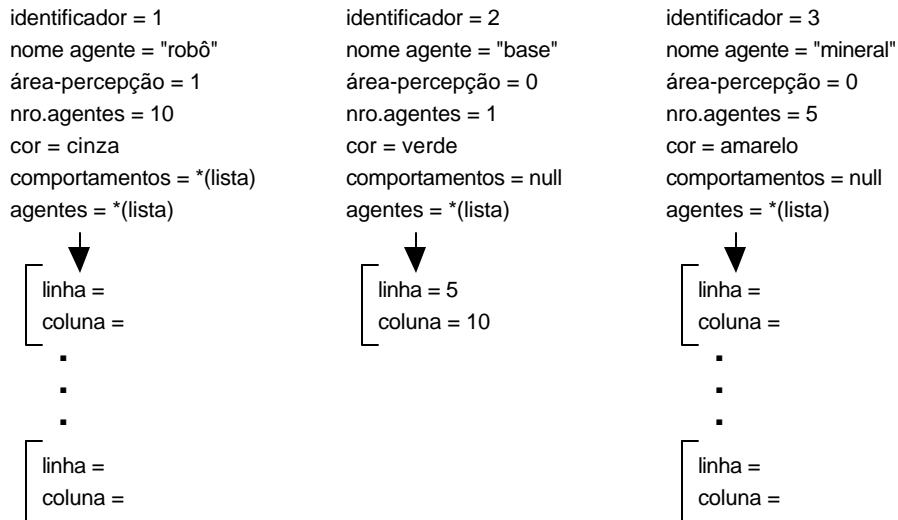 identificador = 1
nome agente = "robô"
área-percepção = 1
nro.agentes = 10
cor = cinza
comportamentos = *(lista)
agentes = *(lista)
linha =
coluna =
linha =
coluna =
identificador = 2
nome agente = "base"
área-percepção = 0
nro.agentes = 1
cor = verde
comportamentos = null
agentes = *(lista)
linha = 5
coluna = 10
identificador = 3
nome agente = "mineral"
área-percepção = 0
nro.agentes = 5
cor = amarelo
comportamentos = null
agentes = *(lista)
linha =
coluna =
linha =
coluna =